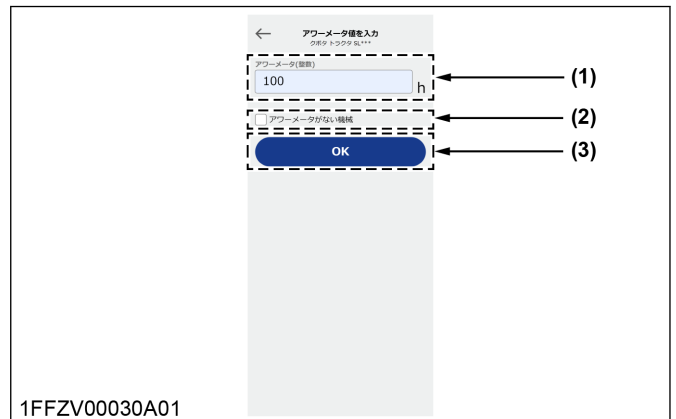 アワーメータ値を入力
クボタ トラクタ SL***
アワーメータ(整数)
100
h
(1)
アワーメータがない機械
(2)
OK
(3)
1FFZV00030A01